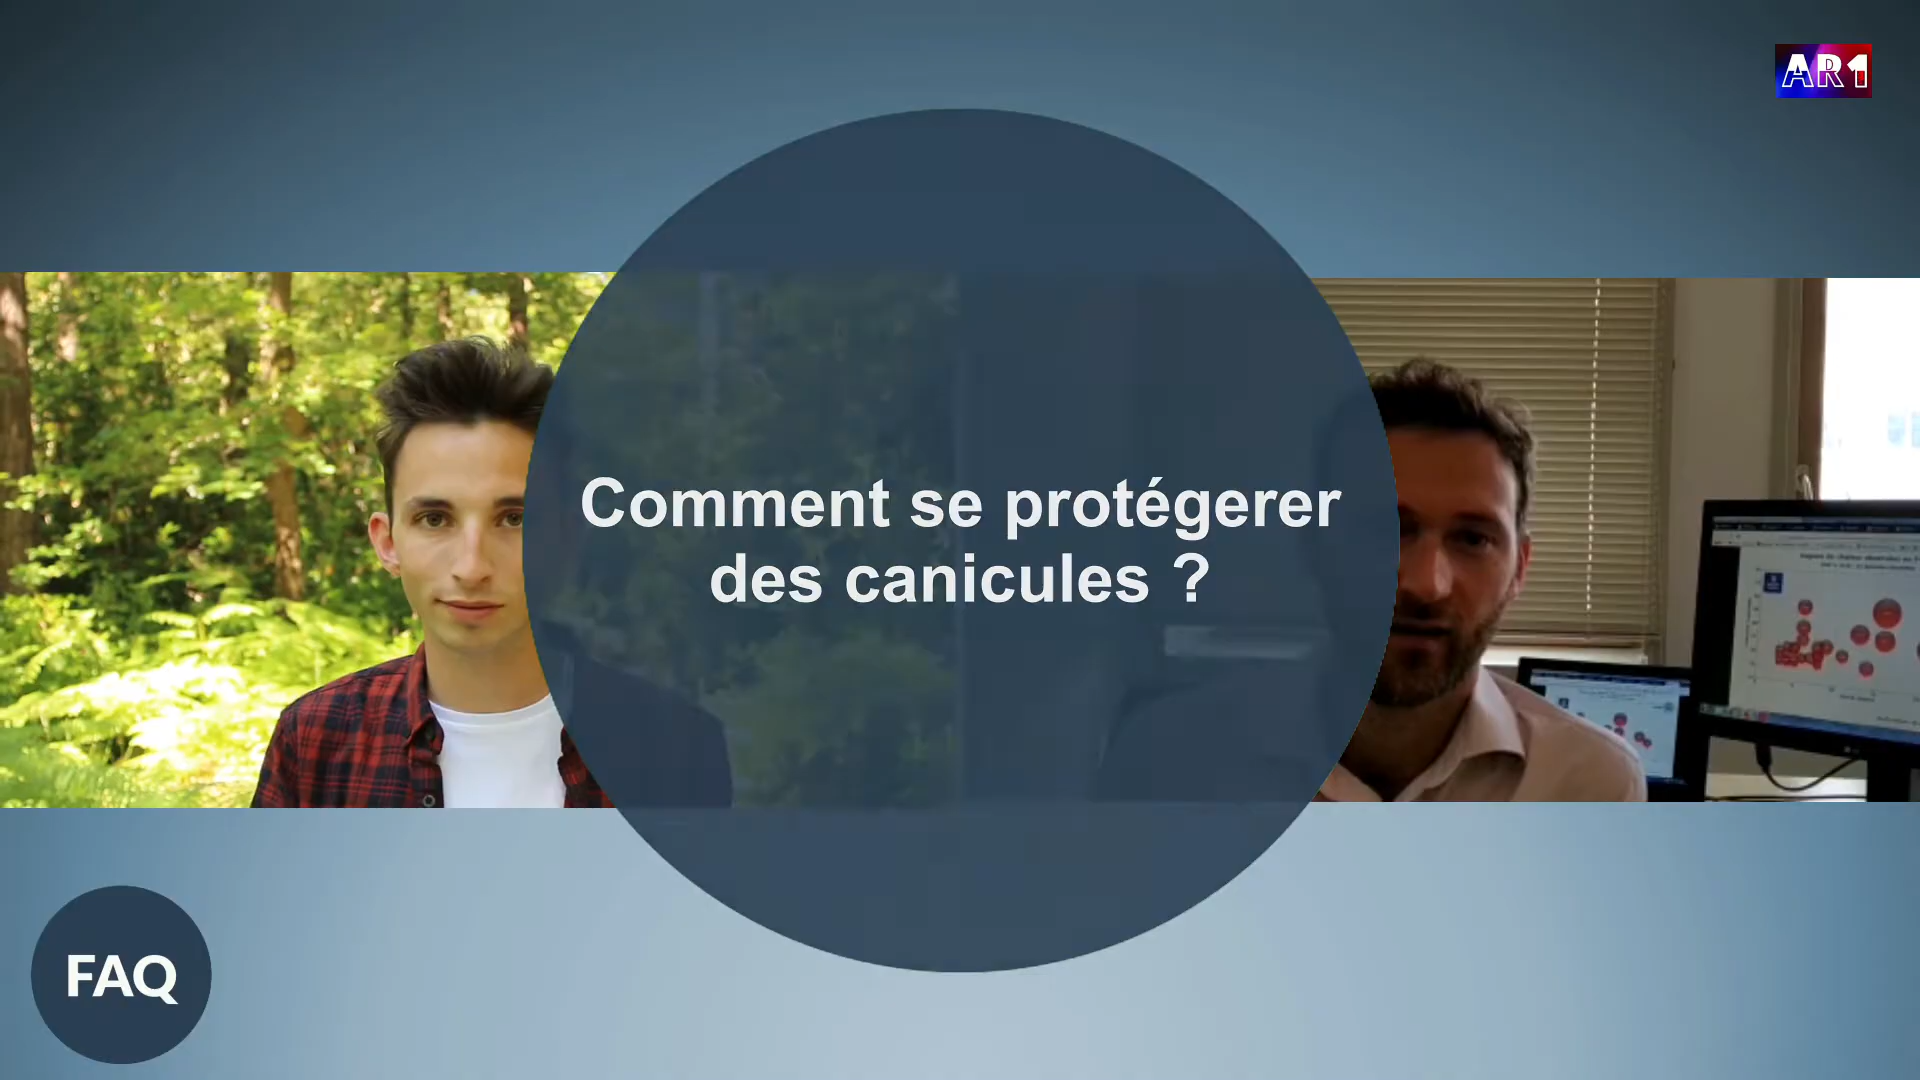 AR1
Comment se protégerer
des canicules ?
FAQ